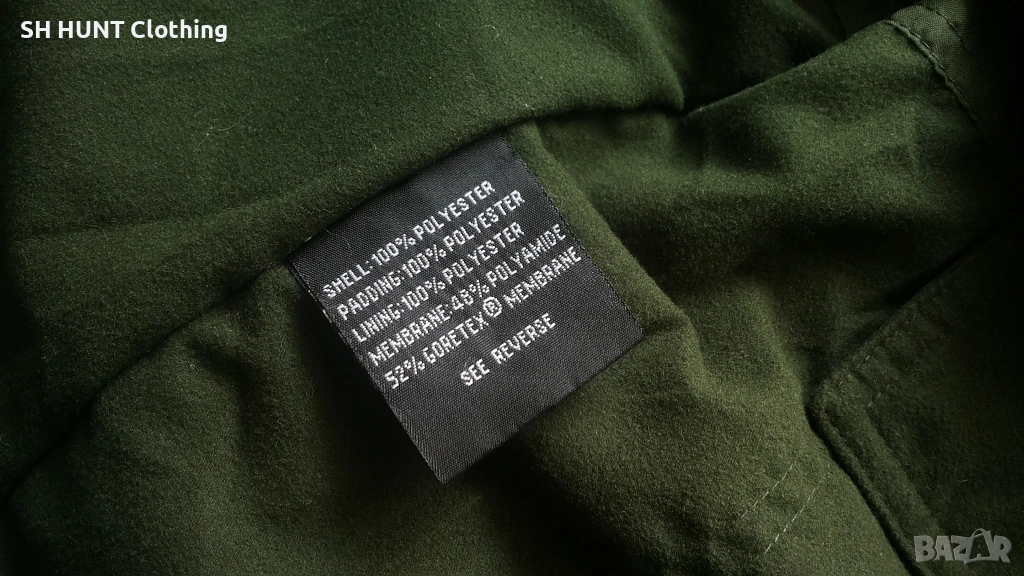 SH HUNT Clothing
SHELL-100% POLYESTER
PADDING-100% POLYESTER
LINING-100% POLYESTER
MEMBRANE-48% POLYAMIDE
52% GORETEX® MEMBRANE
SEE REVERSE
BAZAR